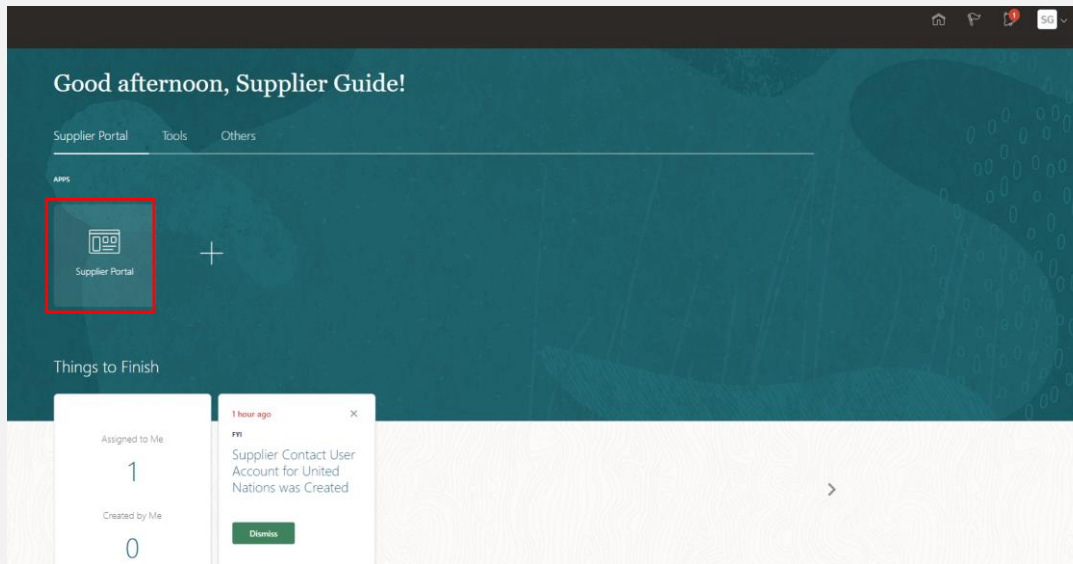 1
SG
Good afternoon, Supplier Guide!
Supplier Portal Tools Others
APPS
Supplier Portal
Things to Finish
Assigned to Me
1
Created by Me
0
1 hour ago
FYI
Supplier Contact User
Account for United
Nations was Created
Dismiss